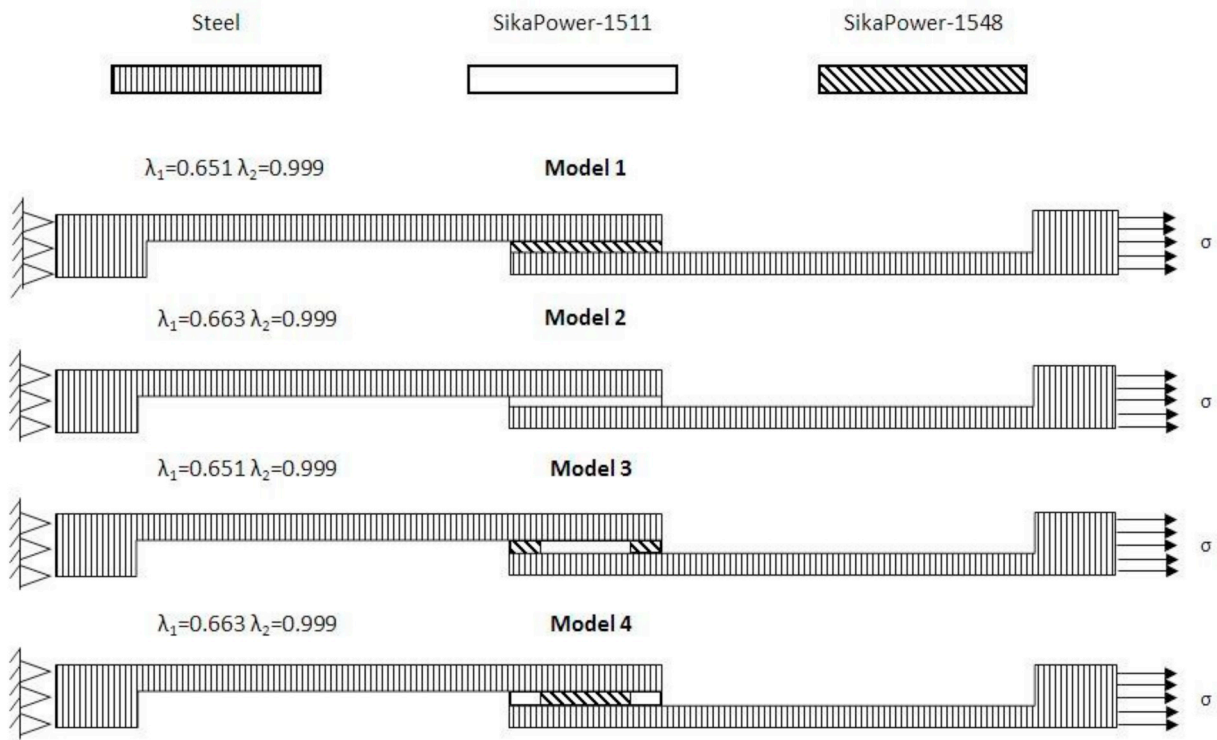 Steel SikaPower-1511 SikaPower-1548
λ₁=0.651 λ₂=0.999 Model 1
σ
λ₁=0.663 λ₂=0.999 Model 2
σ
λ₁=0.651 λ₂=0.999 Model 3
σ
λ₁=0.663 λ₂=0.999 Model 4
σ